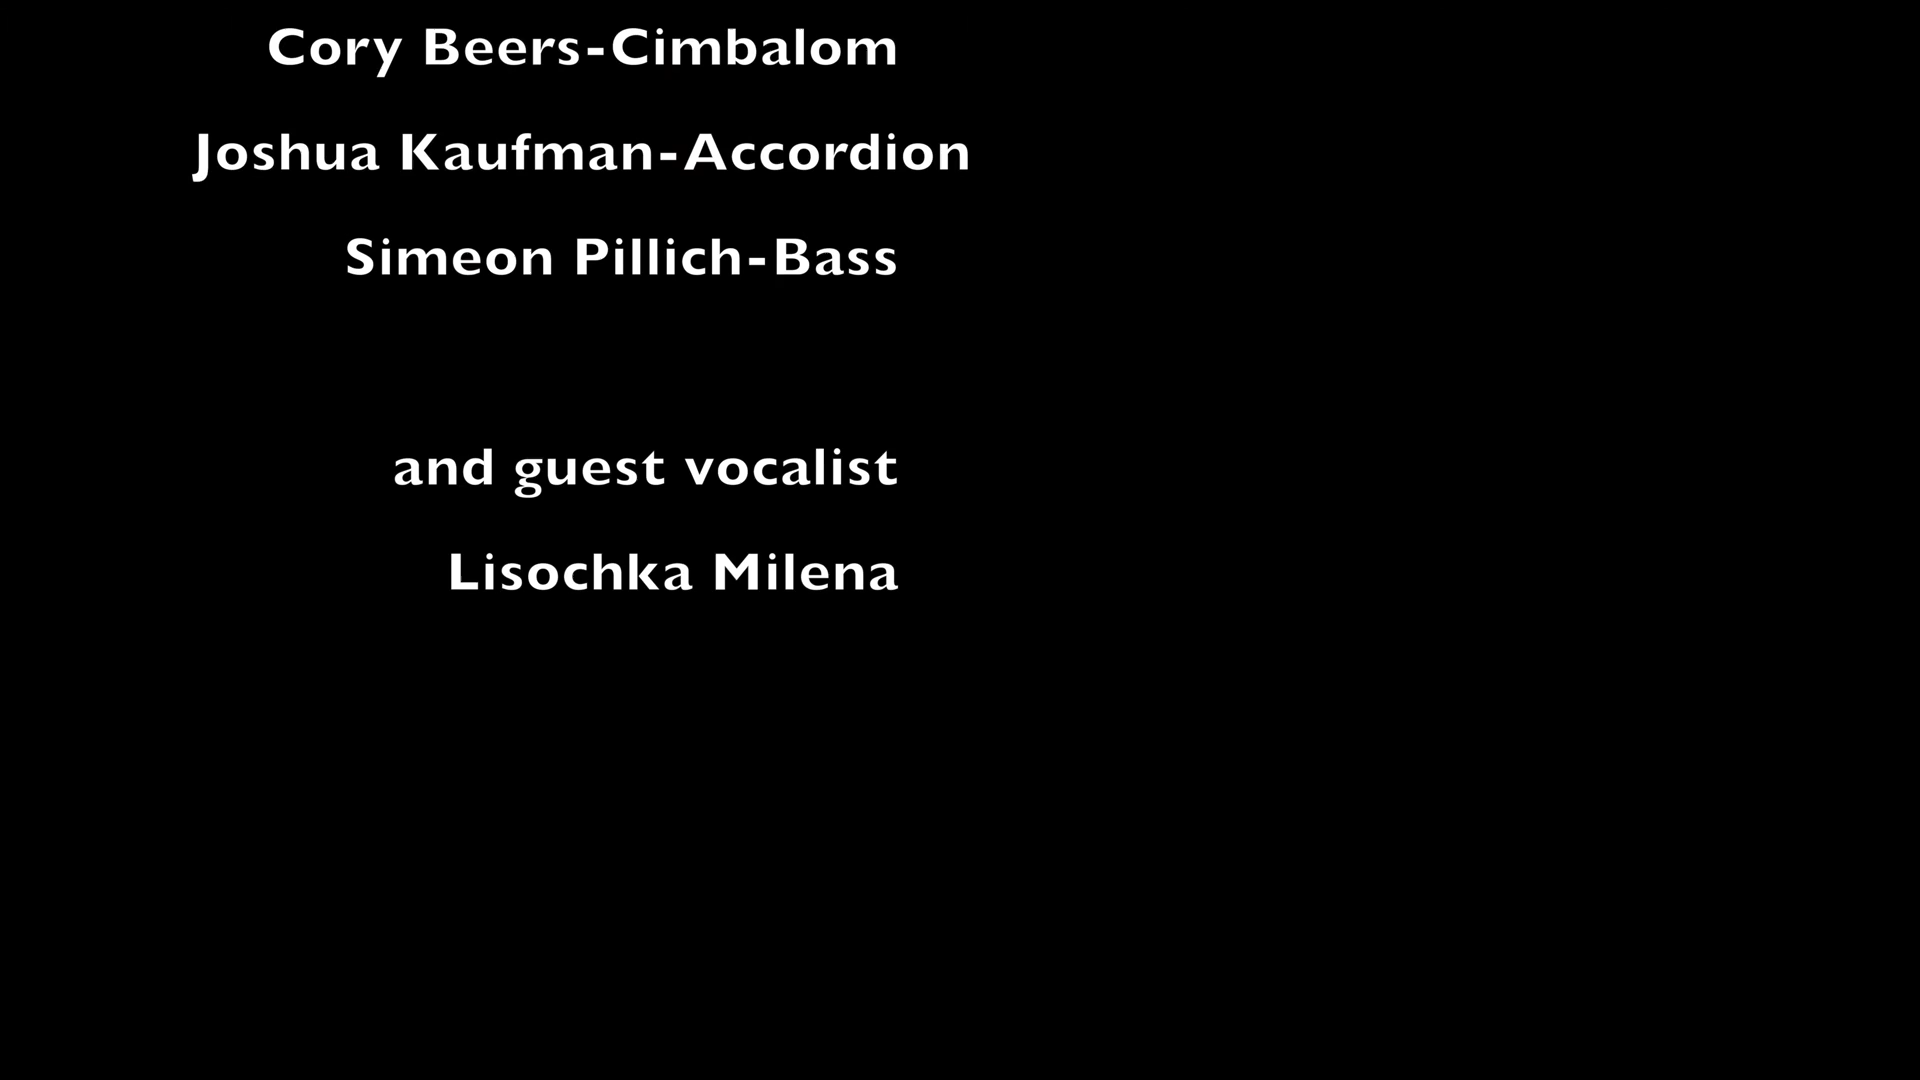 Cory Beers-Cimbalom
Joshua Kaufman-Accordion
Simeon Pillich-Bass
and guest vocalist
Lisochka Milena